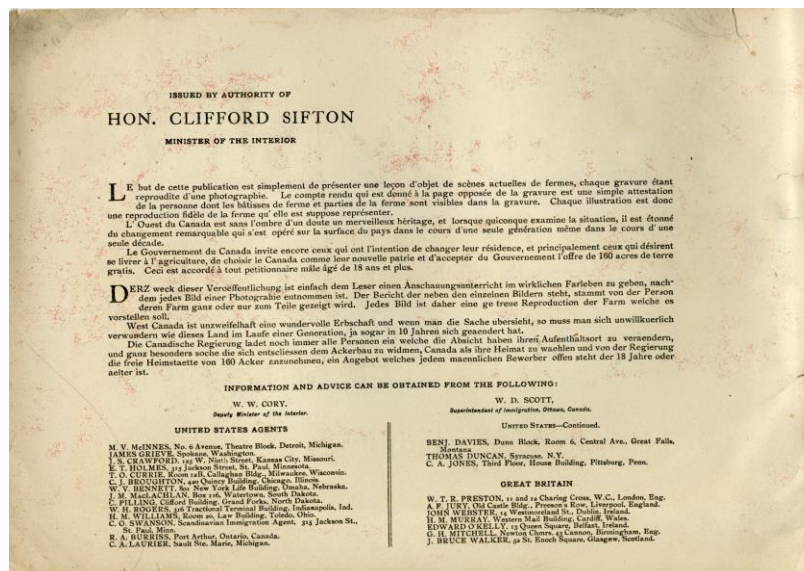 ISSUED BY AUTHORITY OF
HON. CLIFFORD SIFTON
MINISTER OF THE INTERIOR
LE but de cette publication est simplement de présenter une leçon d'objet de scènes actuelles de fermes, chaque gravure étant
reproudite d'une photographie. Le compte rendu qui est donné à la page opposée de la gravure est une simple attestation
de la personne dont les bâtisses de ferme et parties de la ferme sont visibles dans la gravure. Chaque illustration est donc
une reproduction fidèle de la ferme qu' elle est suppose représenter.
L' Ouest du Canada est sans l'ombre d'un doute un merveilleux héritage, et lorsque quiconque examine la situation, il est étonné
du changement remarquable qui s'est opéré sur la surface du pays dans le cours d'une seule génération même dans le cours d' une
seule décade.
Le Gouvernement du Canada invite encore ceux qui ont l'intention de changer leur résidence, et principalement ceux qui désirent
se livrer à l' agriculture, de choisir le Canada comme leur nouvelle patrie et d'accepter du Gouvernement l'offre de 160 acres de terre
gratis. Ceci est accordé à tout petitionnaire mâle âgé de 18 ans et plus.
DERZ weck dieser Veroeffentlichung ist einfach dem Leser einen Anschauungsunterricht im wirklichen Farleben zu geben, nach-
dem jedes Bild einer Photograhie entnommen ist. Der Bericht der neben den einzelnen Bildern steht, stammt von der Person
deren Farm ganz oder nur zum Teile gezeigt wird. Jedes Bild ist daher eine ge treue Reproduction der Farm welche es
vorstellen soll.
West Canada ist unzweifelhaft eine wundervolle Erbschaft und wenn man die Sache ubersieht, so muss man sich unwillkuerlich
verwundern wie dieses Land im Laufe einer Generation, ja sogar in 10 Jahren sich geaendert hat.
Die Canadische Regierung ladet noch immer alle Personen ein welche die Absicht haben ihren Aufenthaltsort zu veraendern,
und ganz besonders soche die sich entscliessen dem Ackerbau zu widmen, Canada als ihre Heimat zu waehlen und von der Regierung
die freie Heimstaette von 160 Acker anzunehmen, ein Angebot welches jedem maennlichen Bewerber offen steht der 18 Jahre oder
aelter ist.
INFORMATION AND ADVICE CAN BE OBTAINED FROM THE FOLLOWING:
W. W. CORY,
Deputy Minister of the Interior.
UNITED STATES AGENTS
M. V. McINNES, No. 6 Avenue, Theatre Block, Detroit, Michigan.
JAMES GRIEVE, Spokane, Washington.
J. S. CRAWFORD, 125 W. Ninth Street, Kansas City, Missouri.
E. T. HOLMES, 315 Jackson Street, St. Paul, Minnesota.
T. O. CURRIE, Room 12B, Callaghan Bldg., Milwaukee, Wisconsin.
C. J. BROUGHTON, 430 Quincy Building, Chicago, Illinois.
W. V. BENNETT, 801 New York Life Building, Omaha, Nebraska.
J. M. MacLACHLAN, Box 116, Watertown, South Dakota.
C. PILLING, Clifford Building, Grand Forks, North Dakota.
W. H. ROGERS, 316 Tractional Terminal Building, Indianapolis, Ind.
H. M. WILLIAMS, Room 20, Law Building, Toledo, Ohio.
C. O. SWANSON, Scandinavian Immigration Agent, 315 Jackson St.,
St. Paul, Minn.
R. A. BURRISS, Port Arthur, Ontario, Canada.
C. A. LAURIER, Sault Ste. Marie, Michigan.
W. D. SCOTT,
Superintendent of Immigration, Ottawa, Canada.
UNITED STATES—Continued.
BENJ. DAVIES, Dunn Block, Room 6, Central Ave., Great Falls,
Montana
THOMAS DUNCAN, Syracuse, N.Y.
C. A. JONES, Third Floor, House Building, Pittsburg, Penn.
GREAT BRITAIN
W. T. R. PRESTON, 11 and 12 Charing Cross, W.C., London, Eng.
A. F. JURY, Old Castle Bldg., Preeson's Row, Liverpool, England.
JOHN WEBSTER, 14 Westmoreland St., Dublin, Ireland.
H. M. MURRAY, Western Mail Building, Cardiff, Wales.
EDWARD O'KELLY, 13 Queen Square, Belfast, Ireland.
G. H. MITCHELL, Newton Chmrs. 43 Cannon, Birmingham, Eng.
J. BRUCE WALKER, 52 St. Enoch Square, Glasgow, Scotland.